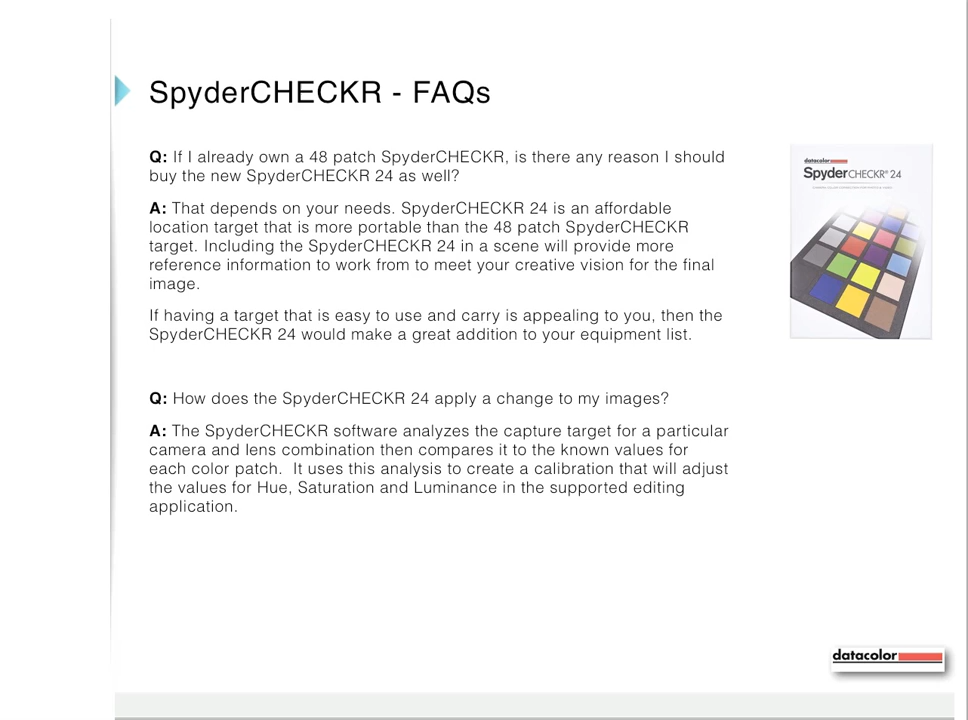 SpyderCHECKR - FAQs
Q: If I already own a 48 patch SpyderCHECKR, is there any reason I should
buy the new SpyderCHECKR 24 as well?
A: That depends on your needs. SpyderCHECKR 24 is an affordable
location target that is more portable than the 48 patch SpyderCHECKR
target. Including the SpyderCHECKR 24 in a scene will provide more
reference information to work from to meet your creative vision for the final
image.
If having a target that is easy to use and carry is appealing to you, then the
SpyderCHECKR 24 would make a great addition to your equipment list.
Q: How does the SpyderCHECKR 24 apply a change to my images?
A: The SpyderCHECKR software analyzes the capture target for a particular
camera and lens combination then compares it to the known values for
each color patch.  It uses this analysis to create a calibration that will adjust
the values for Hue, Saturation and Luminance in the supported editing
application.
datacolor
SpyderCHECKR® 24
datacolor